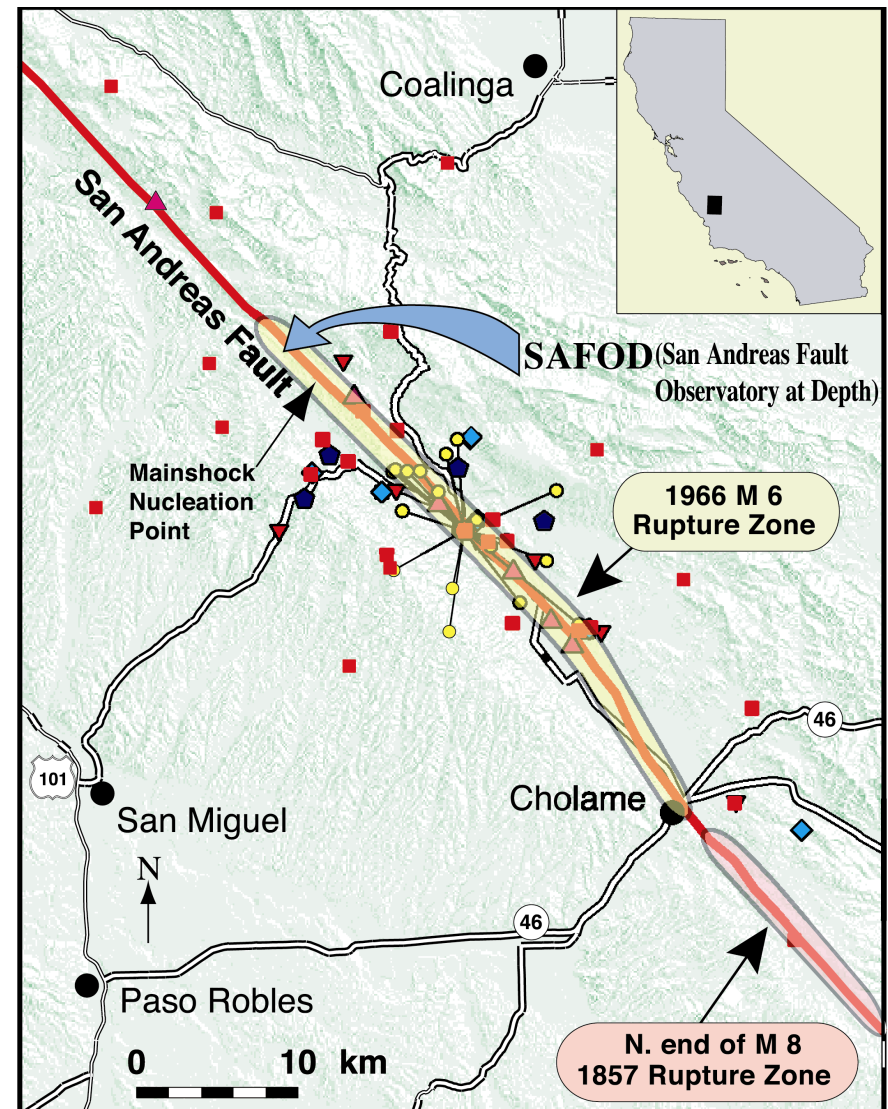 Coalinga
San Andreas Fault
SAFOD (San Andreas Fault
Observatory at Depth)
Mainshock
Nucleation
Point
1966 M 6
Rupture Zone
46
101
Cholame
San Miguel
N
46
Paso Robles
N. end of M 8
1857 Rupture Zone
0 10 km